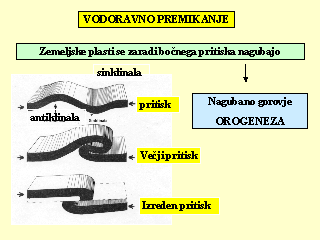 VODORAVNO PREMIKANJE
Zemeljske plasti se zaradi bočnega pritiska nagubajo
sinklinala
pritisk
antiklinala
Nagubano gorovje
OROGENEZA
Večji pritisk
Izreden pritisk